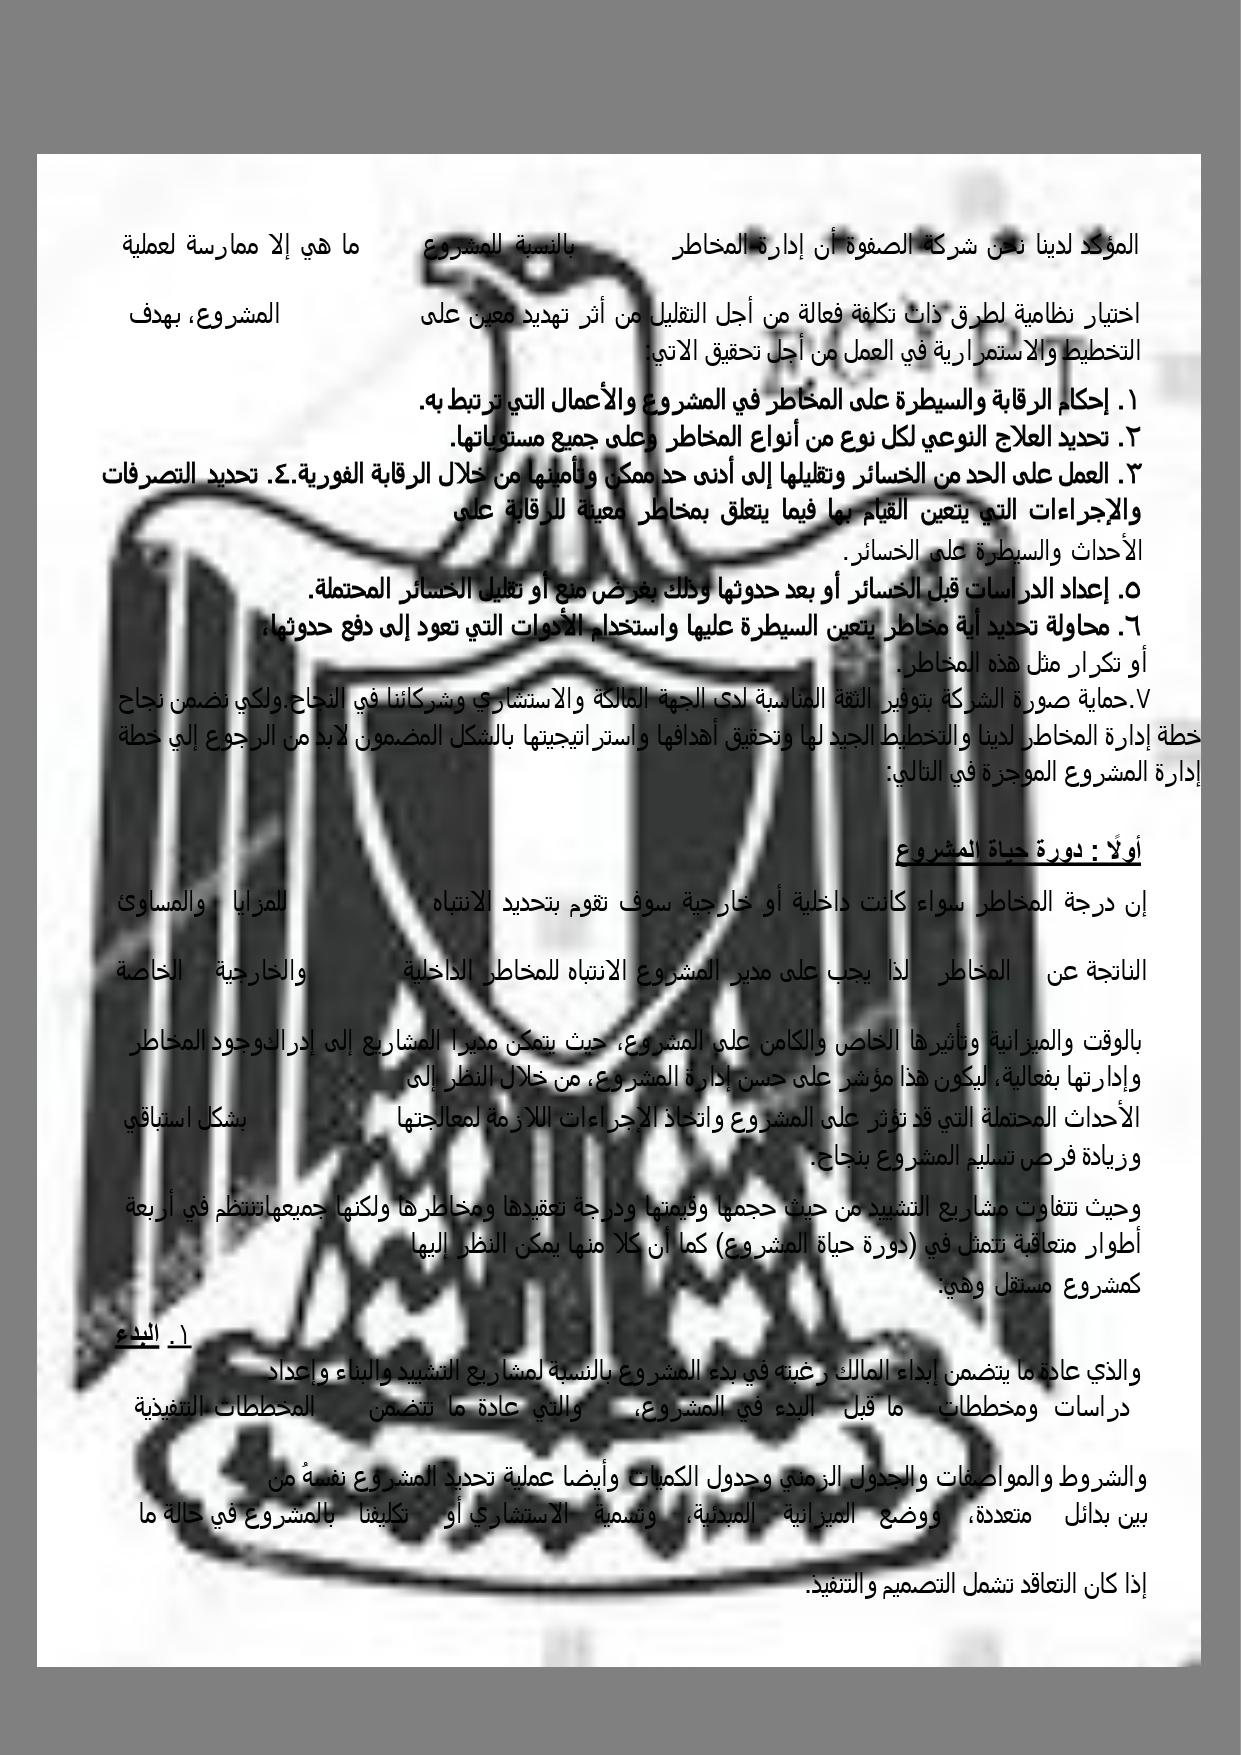 المؤكد لدينا نحن شركة الصفوة أن إدارة المخاطر بالنسبة للمشروع ما هي إلا ممارسة لعملية
EGYPT
اختيار نظامية لطرق ذات تكلفة فعالة من أجل التقليل من أثر تهديد معين على المشروع، بهدف
التخطيط والاستمرارية في العمل من أجل تحقيق الاتي:
١. إحكام الرقابة والسيطرة على المخاطر في المشروع والأعمال التي ترتبط به.
٢. تحديد العلاج النوعي لكل نوع من أنواع المخاطر وعلى جميع مستوياتها.
٣. العمل على الحد من الخسائر وتقليلها إلى أدنى حد ممكن وتأمينها من خلال الرقابة الفورية.٤. تحديد التصرفات
والإجراءات التي يتعين القيام بها فيما يتعلق بمخاطر معينة للرقابة على
الأحداث والسيطرة على الخسائر.
٥. إعداد الدراسات قبل الخسائر أو بعد حدوثها وذلك بغرض منع أو تقليل الخسائر المحتملة.
٦. محاولة تحديد أية مخاطر يتعين السيطرة عليها واستخدام الأدوات التي تعود إلى دفع حدوثها،
أو تكرار مثل هذه المخاطر.
٧.حماية صورة الشركة بتوفير الثقة المناسبة لدى الجهة المالكة والاستشاري وشركائنا في النجاح.ولكي نضمن نجاح
خطة إدارة المخاطر لدينا والتخطيط الجيد لها وتحقيق أهدافها واستراتيجيتها بالشكل المضمون لابد من الرجوع إلي خطة
إدارة المشروع الموجزة في التالي:
أولًا : دورة حياة المشروع
إن درجة المخاطر سواء كانت داخلية أو خارجية سوف تقوم بتحديد الانتباه للمزايا والمساوئ
الناتجة عن المخاطر لذا يجب على مدير المشروع الانتباه للمخاطر الداخلية والخارجية الخاصة
بالوقت والميزانية وتأثيرها الخاص والكامن على المشروع، حيث يتمكن مديرا المشاريع إلى إدراكوجود المخاطر
وإدارتها بفعالية، ليكون هذا مؤشر على حسن إدارة المشروع، من خلال النظر إلى
الأحداث المحتملة التي قد تؤثر على المشروع واتخاذ الإجراءات اللازمة لمعالجتها بشكل استباقي
وزيادة فرص تسليم المشروع بنجاح.
وحيث تتفاوت مشاريع التشييد من حيث حجمها وقيمتها ودرجة تعقيدها ومخاطرها ولكنها جميعهاتنتظم في أربعة
أطوار متعاقبة تتمثل في (دورة حياة المشروع) كما أن كلا منها يمكن النظر إليها
كمشروع مستقل وهي:
١. البدء
والذي عادة ما يتضمن إبداء المالك رغبته في بدء المشروع بالنسبة لمشاريع التشييد والبناء وإعداد
دراسات ومخططات ما قبل البدء في المشروع، والتي عادة ما تتضمن المخططات التنفيذية
والشروط والمواصفات والجدول الزمني وجدول الكميات وأيضا عملية تحديد المشروع نفسهُ من
بين بدائل متعددة، ووضع الميزانية المبدئية، وتسمية الاستشاري أو تكليفنا بالمشروع في حالة ما
إذا كان التعاقد تشمل التصميم والتنفيذ.